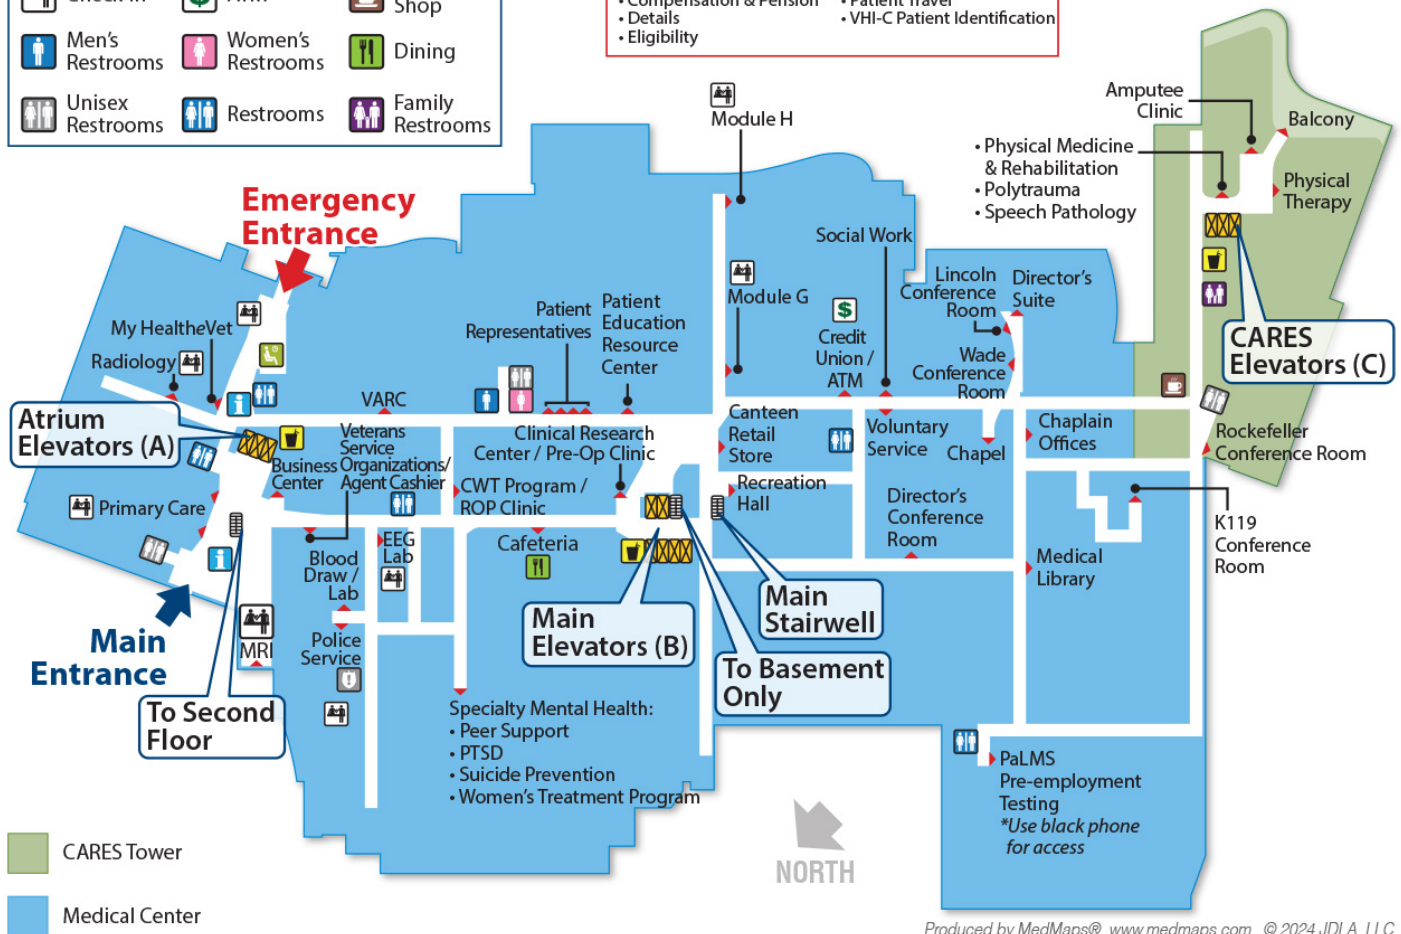 Check-In
ATM
Shop
Men's
Restrooms
Women's
Restrooms
Dining
Unisex
Restrooms
Restrooms
Family
Restrooms
• Compensation & Pension
• Details
• Eligibility
• Patient Travel
• VHI-C Patient Identification
Module H
Amputee
Clinic
Balcony
• Physical Medicine
& Rehabilitation
• Polytrauma
• Speech Pathology
Physical
Therapy
Emergency
Entrance
Social Work
Module G
Lincoln
Conference
Room
Director's
Suite
Patient
Representatives
Patient
Education
Resource
Center
My HealtheVet
Radiology
$
Credit
Union /
ATM
Wade
Conference
Room
CARES
Elevators (C)
i
VARC
Atrium
Elevators (A)
Veterans
Service
Organizations/
Agent Cashier
Business
Center
Clinical Research
Center / Pre-Op Clinic
Canteen
Retail
Store
Voluntary
Service
Chapel
Chaplain
Offices
Rockefeller
Conference Room
CWT Program /
ROP Clinic
Recreation
Hall
Director's
Conference
Room
Primary Care
K119
Conference
Room
i
Blood
Draw /
Lab
EEG
Lab
Cafeteria
Medical
Library
Main
Stairwell
Main
Elevators (B)
Main
Entrance
MRI
Police
Service
To Basement
Only
To Second
Floor
Specialty Mental Health:
• Peer Support
• PTSD
• Suicide Prevention
• Women's Treatment Program
PaLMS
Pre-employment
Testing
*Use black phone
for access
NORTH
CARES Tower
Medical Center
Produced by MedMaps® www.medmaps.com © 2024 JDLA, LLC